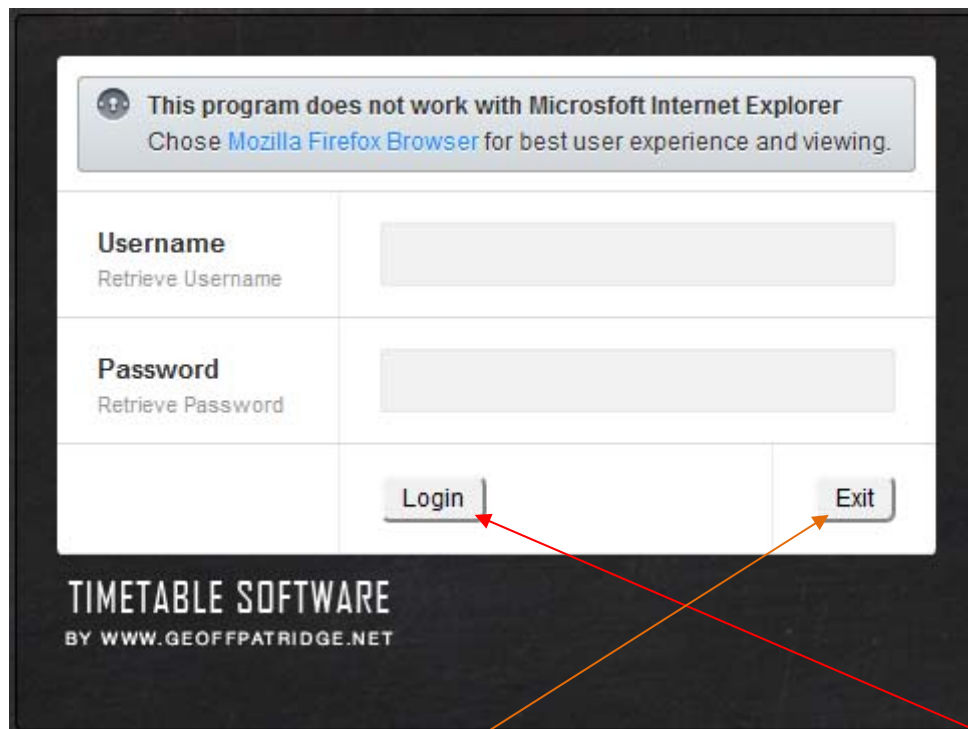 This program does not work with Microsfoft Internet Explorer
Chose Mozilla Firefox Browser for best user experience and viewing.
Username
Retrieve Username
Password
Retrieve Password
Login
Exit
TIMETABLE SOFTWARE
BY WWW.GEOFFPATRIDGE.NET